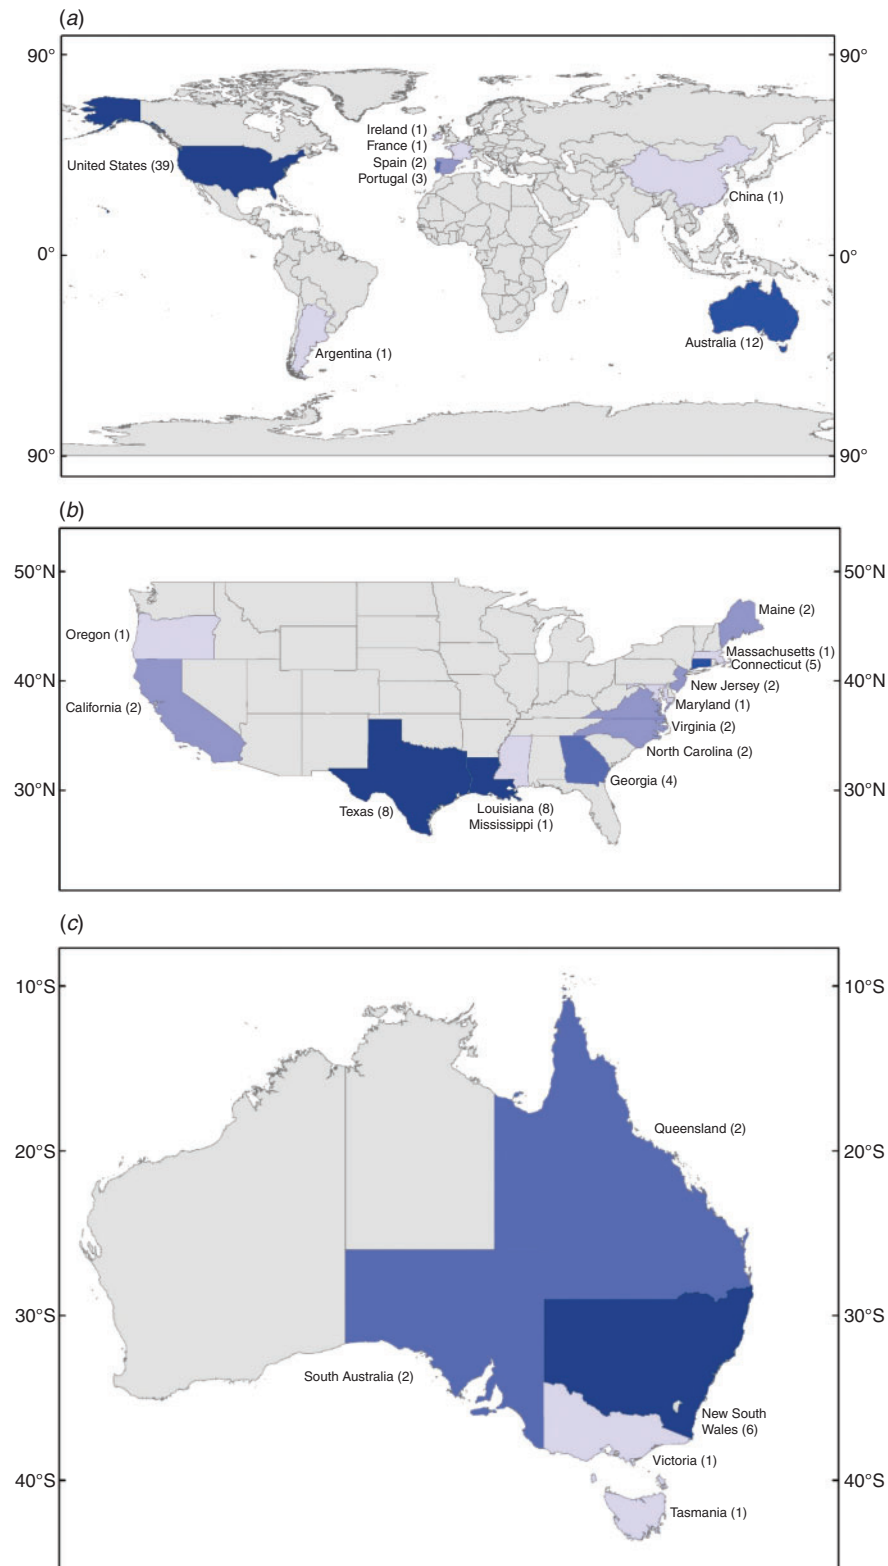 (a)
90° 90°
Ireland (1)
France (1)
United States (39) Spain (2)
Portugal (3)
China (1)
0° 0°
Australia (12)
Argentina (1)
90° 90°
(b)
50°N 50°N
Maine (2)
Oregon (1)
Massachusetts (1)
Connecticut (5)
40°N 40°N
New Jersey (2)
California (2) Maryland (1)
Virginia (2)
North Carolina (2)
Georgia (4)
30°N 30°N
Texas (8) Louisiana (8)
Mississippi (1)
(c)
10°S 10°S
Queensland (2)
20°S 20°S
30°S 30°S
South Australia (2)
New South
Wales (6)
Victoria (1)
40°S 40°S
Tasmania (1)